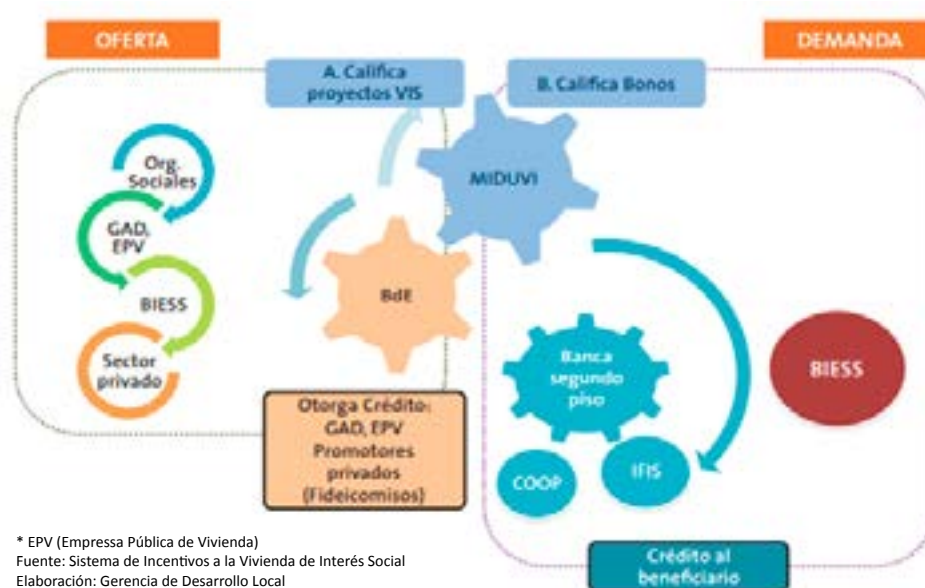 OFERTA
DEMANDA
A. Califica
proyectos VIS
B. Califica Bonos
Org.
Sociales
GAD,
EPV
BIESS
Sector
privado
MIDUVI
BdE
Otorga Crédito:
GAD, EPV
Promotores
privados
(Fideicomisos)
Banca
segundo
piso
COOP
IFIS
BIESS
Crédito al
beneficiario
* EPV (Empressa Pública de Vivienda)
Fuente: Sistema de Incentivos a la Vivienda de Interés Social
Elaboración: Gerencia de Desarrollo Local